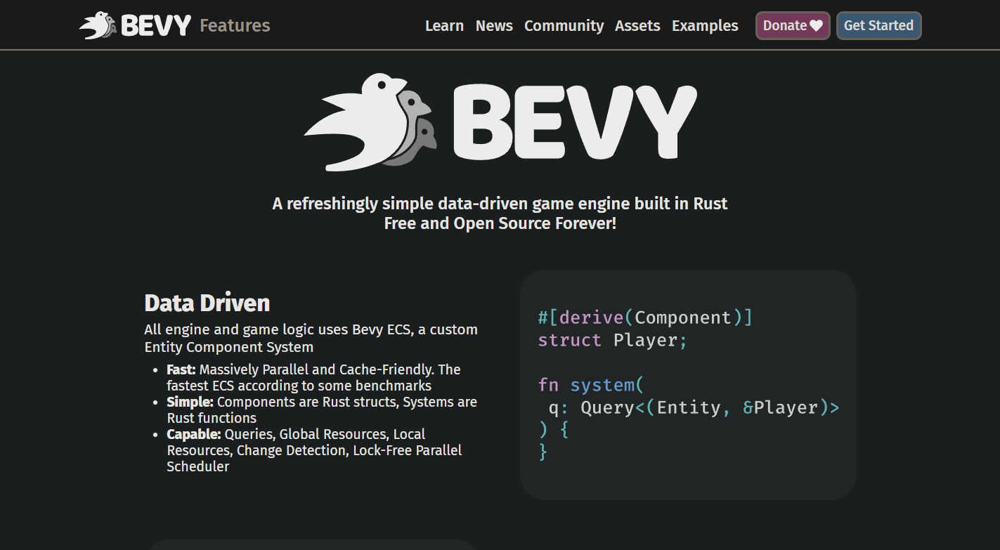 BEVY Features Learn News Community Assets Examples Donate Get Started
BEVY
A refreshingly simple data-driven game engine built in Rust
Free and Open Source Forever!
Data Driven
All engine and game logic uses Bevy ECS, a custom
Entity Component System
• Fast: Massively Parallel and Cache-Friendly. The
fastest ECS according to some benchmarks
• Simple: Components are Rust structs, Systems are
Rust functions
• Capable: Queries, Global Resources, Local
Resources, Change Detection, Lock-Free Parallel
Scheduler
#[derive(Component)]
struct Player;
fn system(
 q: Query<(Entity, &Player)>
) {
}